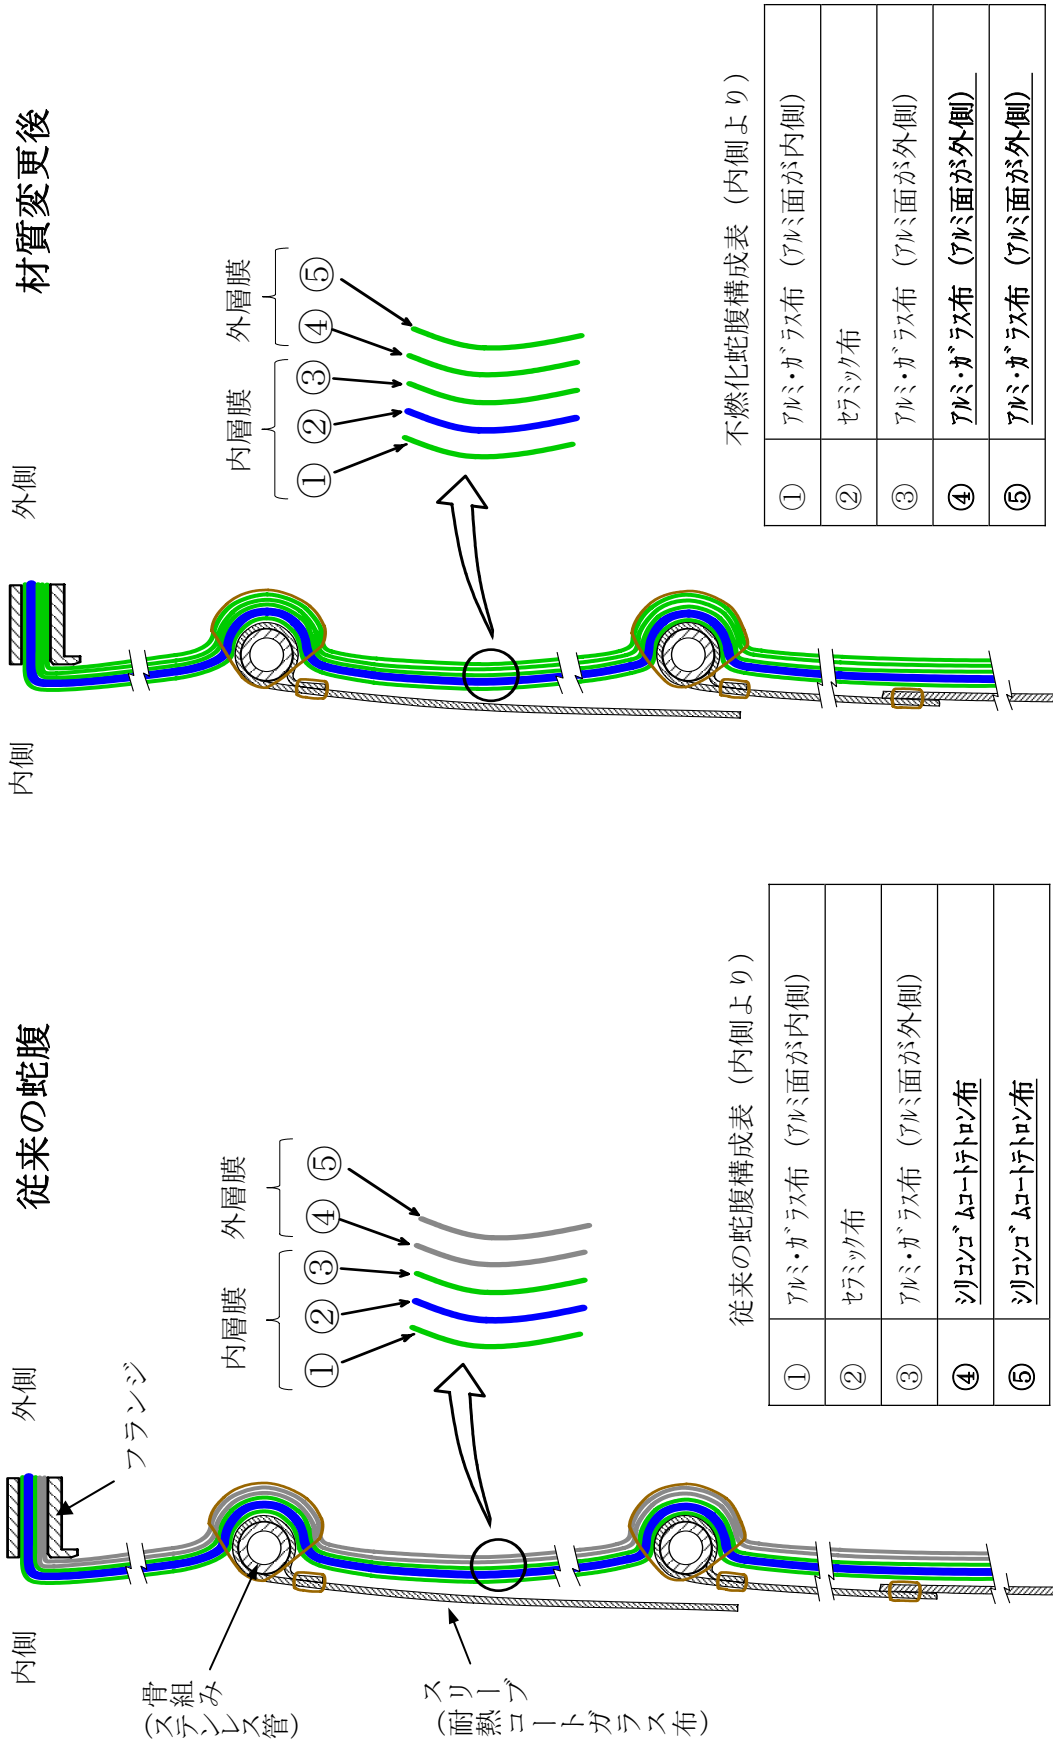 従来の蛇腹
内側
外側
フランジ
骨組み
(ステンレス管)
スリーブ
(耐熱コートガラス布)
内層膜
外層膜
①
②
③
④
⑤
従来の蛇腹構成表 (内側より)
① アルミ・ガラス布 (アルミ面が内側)
② セラミック布
③ アルミ・ガラス布 (アルミ面が外側)
④ シリコンゴムコートテトロン布
⑤ シリコンゴムコートテトロン布
材質変更後
内側
外側
内層膜
外層膜
①
②
③
④
⑤
不燃化蛇腹構成表 (内側より)
① アルミ・ガラス布 (アルミ面が内側)
② セラミック布
③ アルミ・ガラス布 (アルミ面が外側)
④ アルミ・ガラス布 (アルミ面が外側)
⑤ アルミ・ガラス布 (アルミ面が外側)